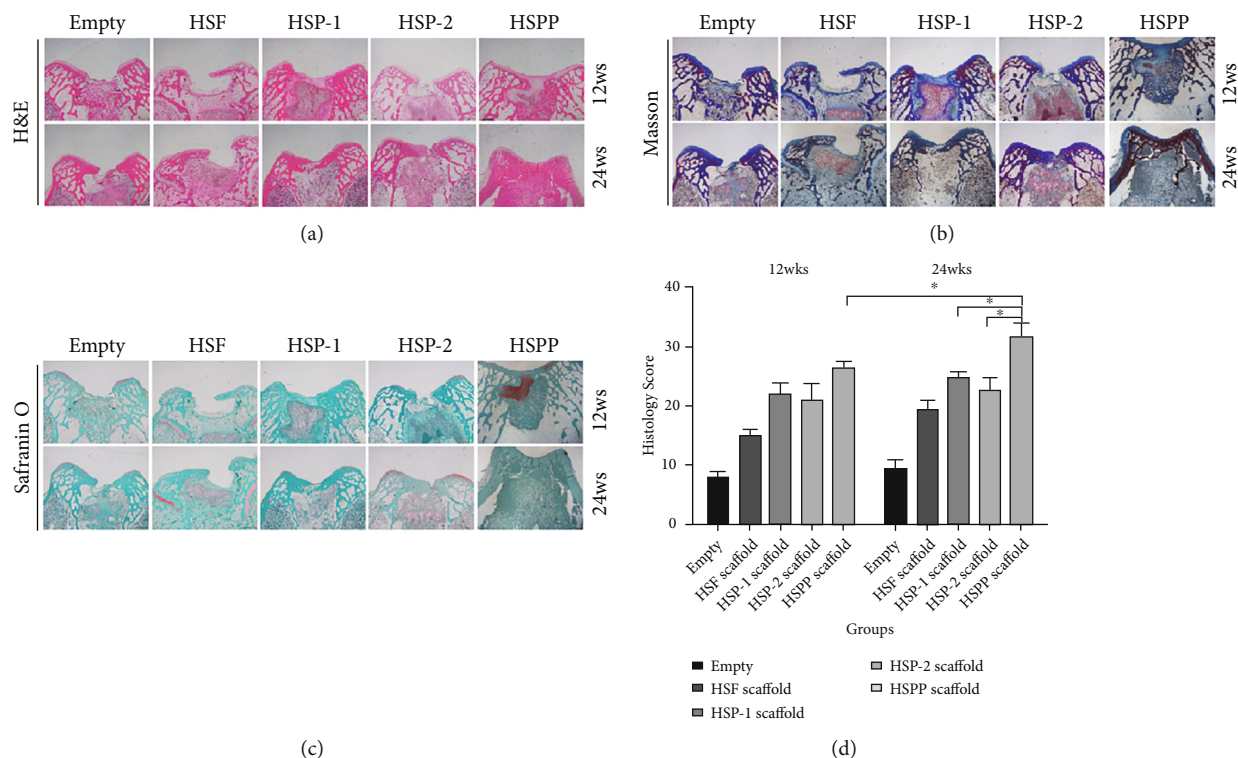 Empty HSF HSP-1 HSP-2 HSPP
H&E
12ws
24ws
(a)
Empty HSF HSP-1 HSP-2 HSPP
Masson
12ws
24ws
(b)
Empty HSF HSP-1 HSP-2 HSPP
Safranin O
12ws
24ws
(c)
12wks 24wks
* 
*
*
Histology Score
40
30
20
10
0
Empty
HSF scaffold
HSP-1 scaffold
HSP-2 scaffold
HSPP scaffold
Empty
HSF scaffold
HSP-1 scaffold
HSP-2 scaffold
HSPP scaffold
Groups
Empty
HSF scaffold
HSP-1 scaffold
HSP-2 scaffold
HSPP scaffold
(d)